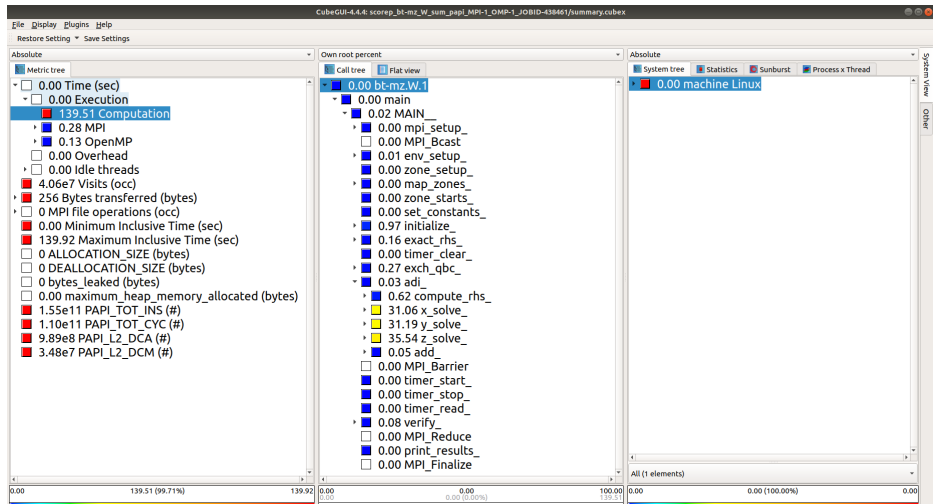 CubeGUI-4.4.4: scorep_bt-mz_W_sum_papi_MPI-1_OMP-1_JOBID-438461/summary.cubex
File Display Plugins Help
Restore Setting Save Settings
Absolute
Metric tree
0.00 Time (sec)
0.00 Execution
139.51 Computation
0.28 MPI
0.13 OpenMP
0.00 Overhead
0.00 Idle threads
4.06e7 Visits (occ)
256 Bytes transferred (bytes)
0 MPI file operations (occ)
0.00 Minimum Inclusive Time (sec)
139.92 Maximum Inclusive Time (sec)
0 ALLOCATION_SIZE (bytes)
0 DEALLOCATION_SIZE (bytes)
0 bytes_leaked (bytes)
0.00 maximum_heap_memory_allocated (bytes)
1.55e11 PAPI_TOT_INS (#)
1.10e11 PAPI_TOT_CYC (#)
9.89e8 PAPI_L2_DCA (#)
3.48e7 PAPI_L2_DCM (#)
0.00 139.51 (99.71%) 139.92
Own root percent
Call tree Flat view
0.00 bt-mz.W.1
0.00 main
0.02 MAIN__
0.00 mpi_setup_
0.00 MPI_Bcast
0.01 env_setup_
0.00 zone_setup_
0.00 map_zones_
0.00 zone_starts_
0.00 set_constants_
0.97 initialize_
0.16 exact_rhs_
0.00 timer_clear_
0.27 exch_qbc_
0.03 adi_
0.62 compute_rhs_
31.06 x_solve_
31.19 y_solve_
35.54 z_solve_
0.05 add_
0.00 MPI_Barrier
0.00 timer_start_
0.00 timer_stop_
0.00 timer_read_
0.08 verify_
0.00 MPI_Reduce
0.00 print_results_
0.00 MPI_Finalize
0.00 0.00 100.00
0.00 0.00 (0.00%) 139.51
Absolute
System tree Statistics Sunburst Process x Thread
0.00 machine Linux
All (1 elements)
0.00 0.00 (100.00%) 0.00
System View
Other